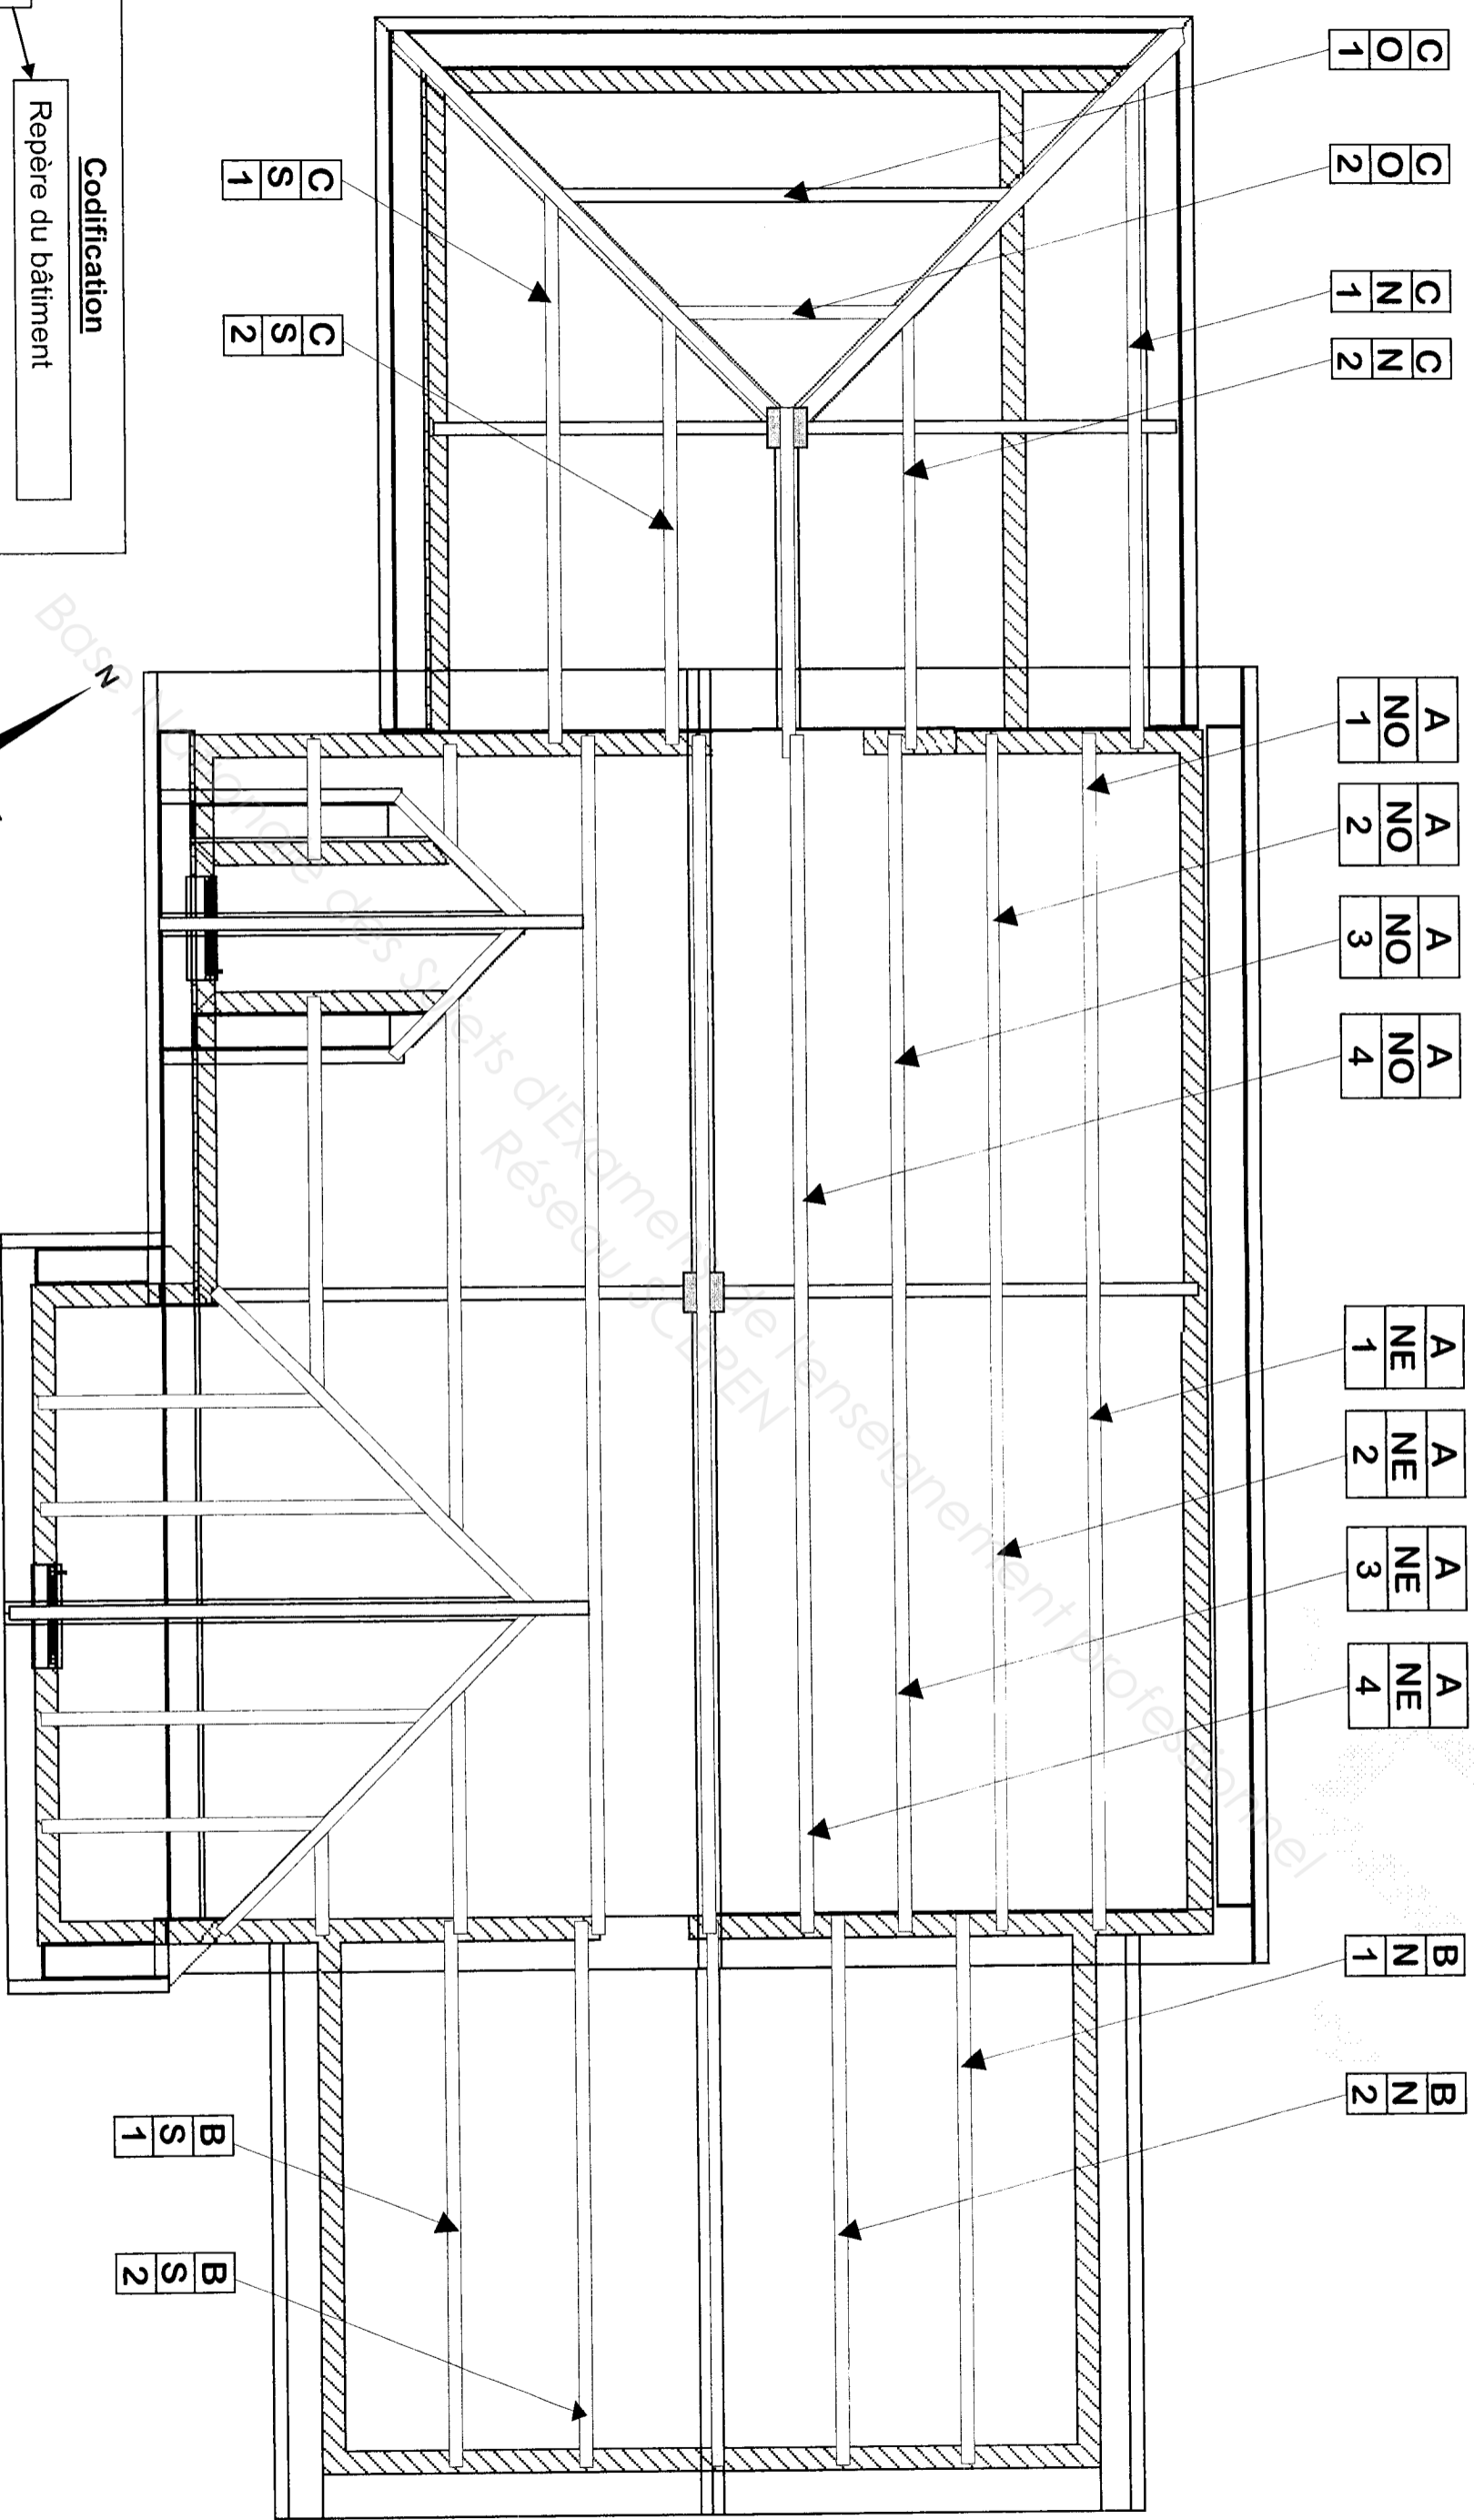 C O 1
C O 2
C N 1
C N 2
A NO 1
A NO 2
A NO 3
A NO 4
A NE 1
A NE 2
A NE 3
A NE 4
B N 1
B N 2
C S 1
C S 2
B S 1
B S 2
Codification
Repère du bâtiment
N
Base Nationale des Sujets d'Examens de l'enseignement professionnel
Réseau SCEREN